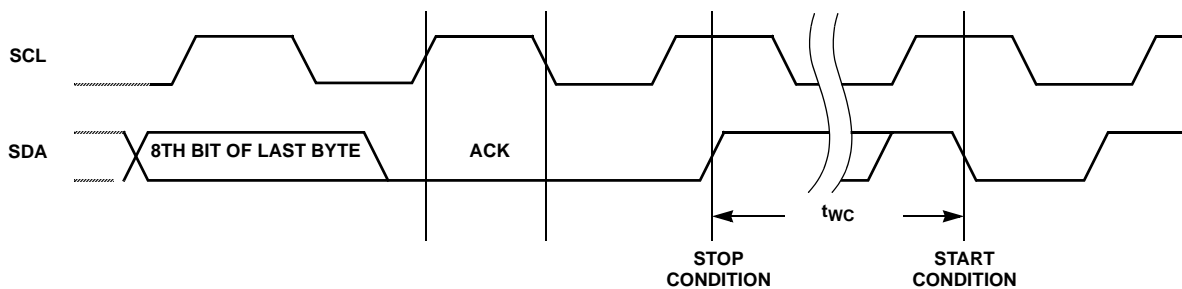 SCL
SDA
8TH BIT OF LAST BYTE
ACK
tWC
STOP
CONDITION
START
CONDITION